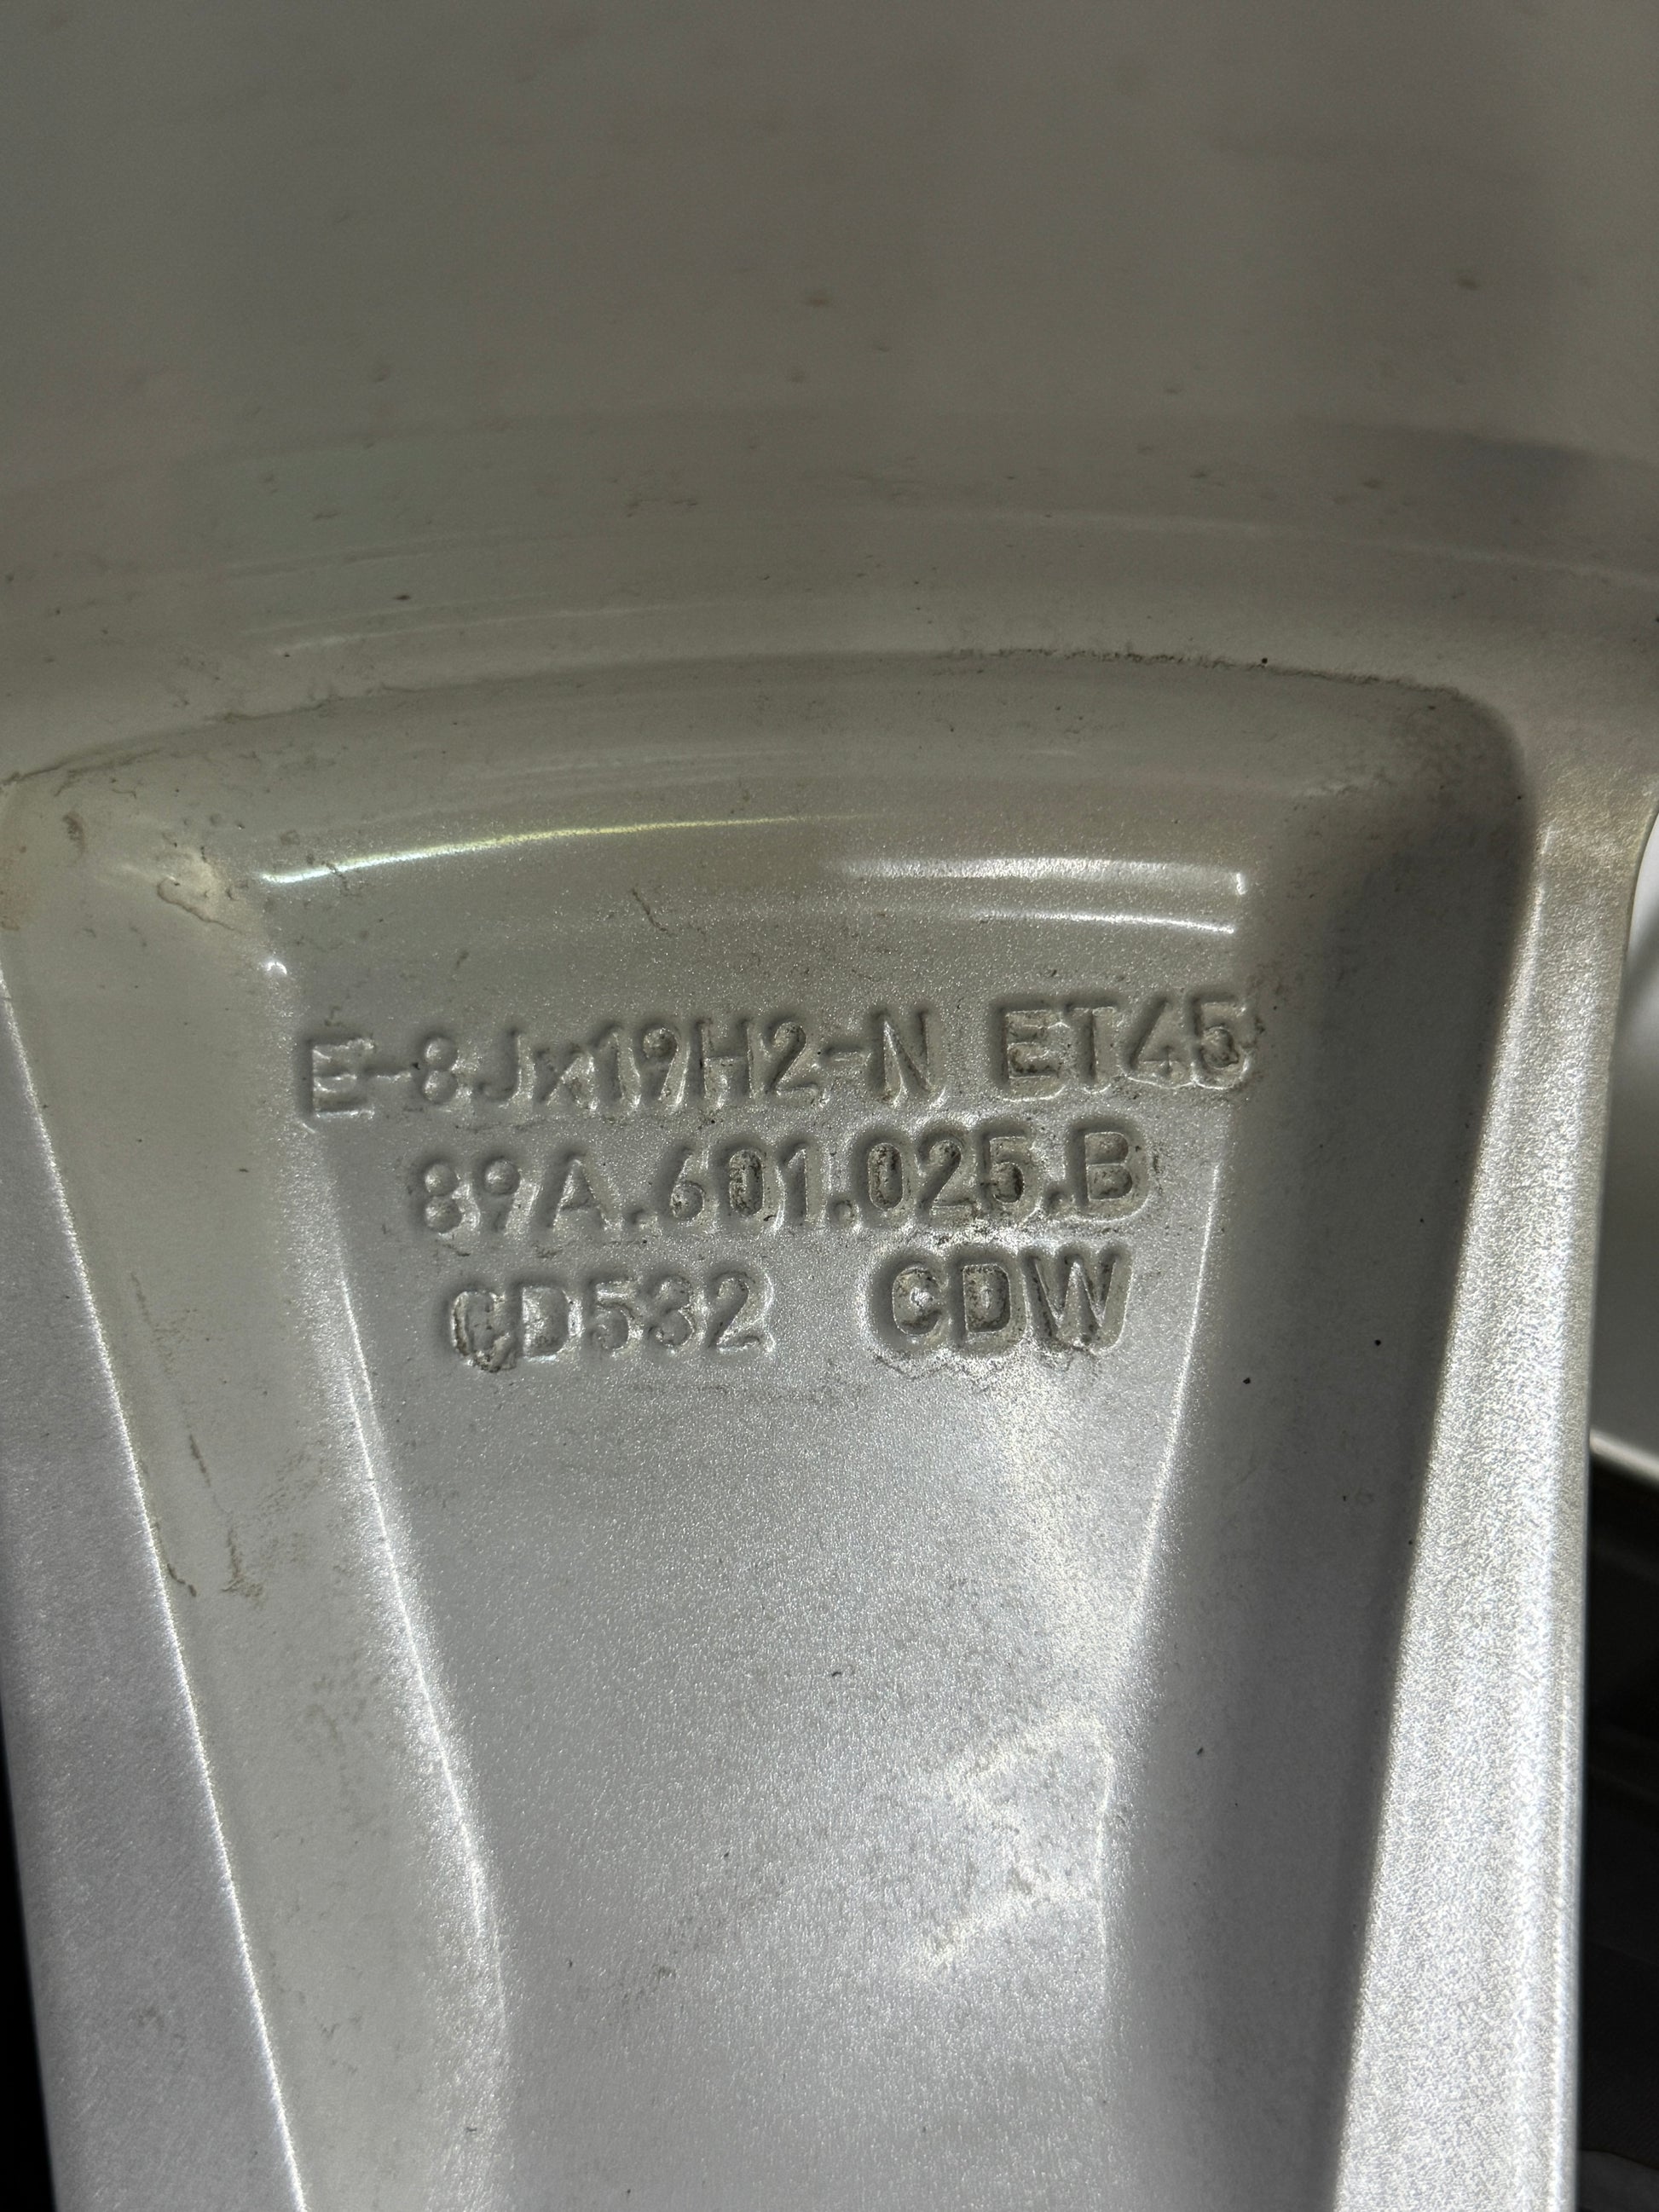 E-8Jx19H2-N ET45
89A.601.025.B
CD532 CDW